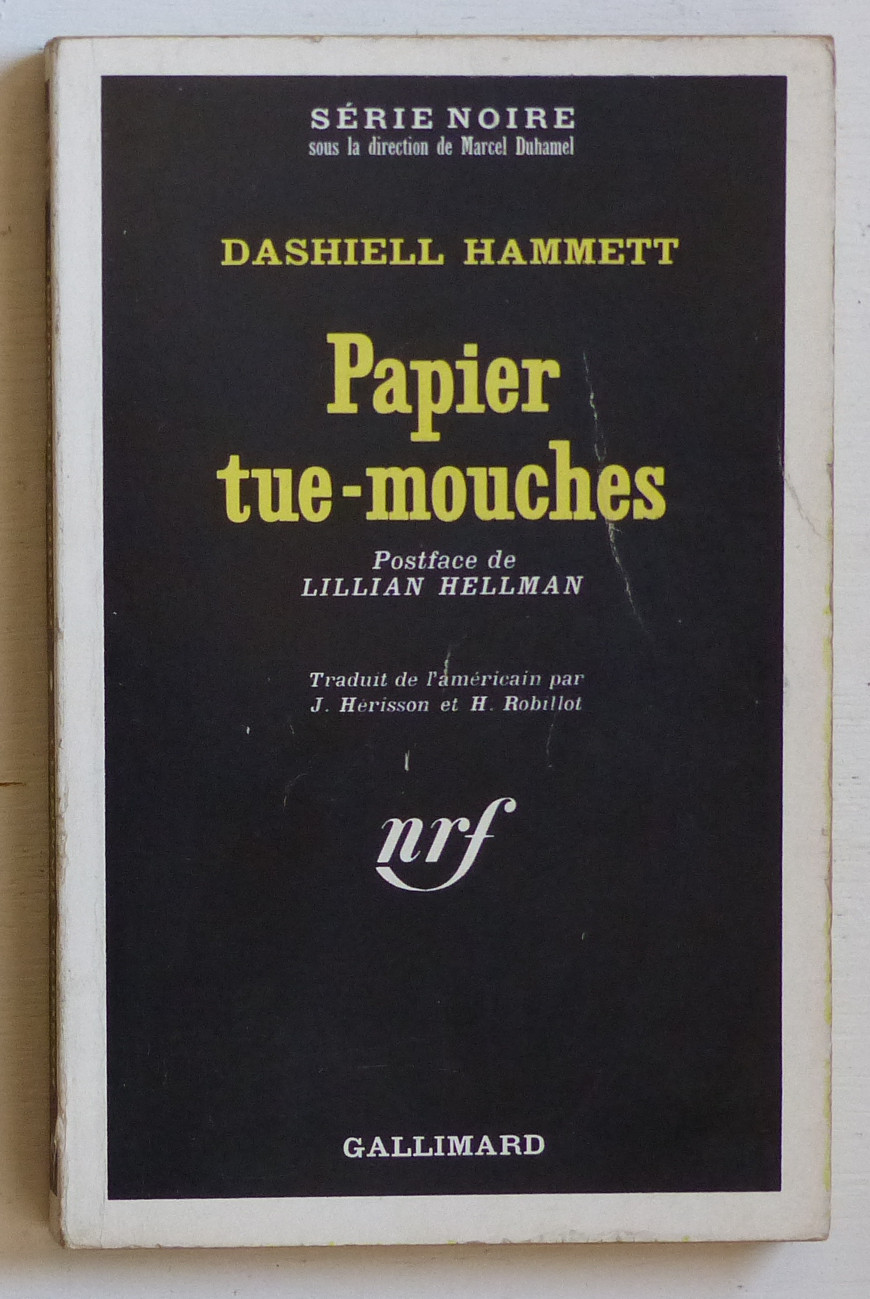 SÉRIE NOIRE
sous la direction de Marcel Duhamel
DASHIELL HAMMETT
Papier
tue-mouches
Postface de
LILLIAN HELLMAN
Traduit de l'américain par
J. Hérisson et H. Robillot
nrf
GALLIMARD